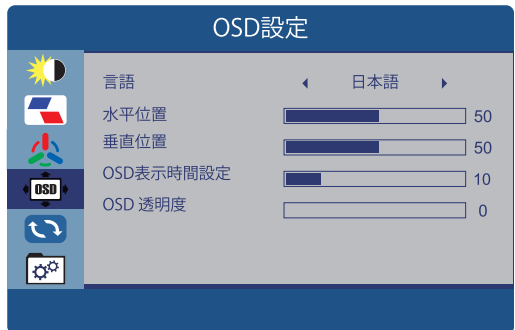 OSD設定
言語 日本語
水平位置 50
垂直位置 50
OSD表示時間設定 10
OSD 透明度 0
OSD